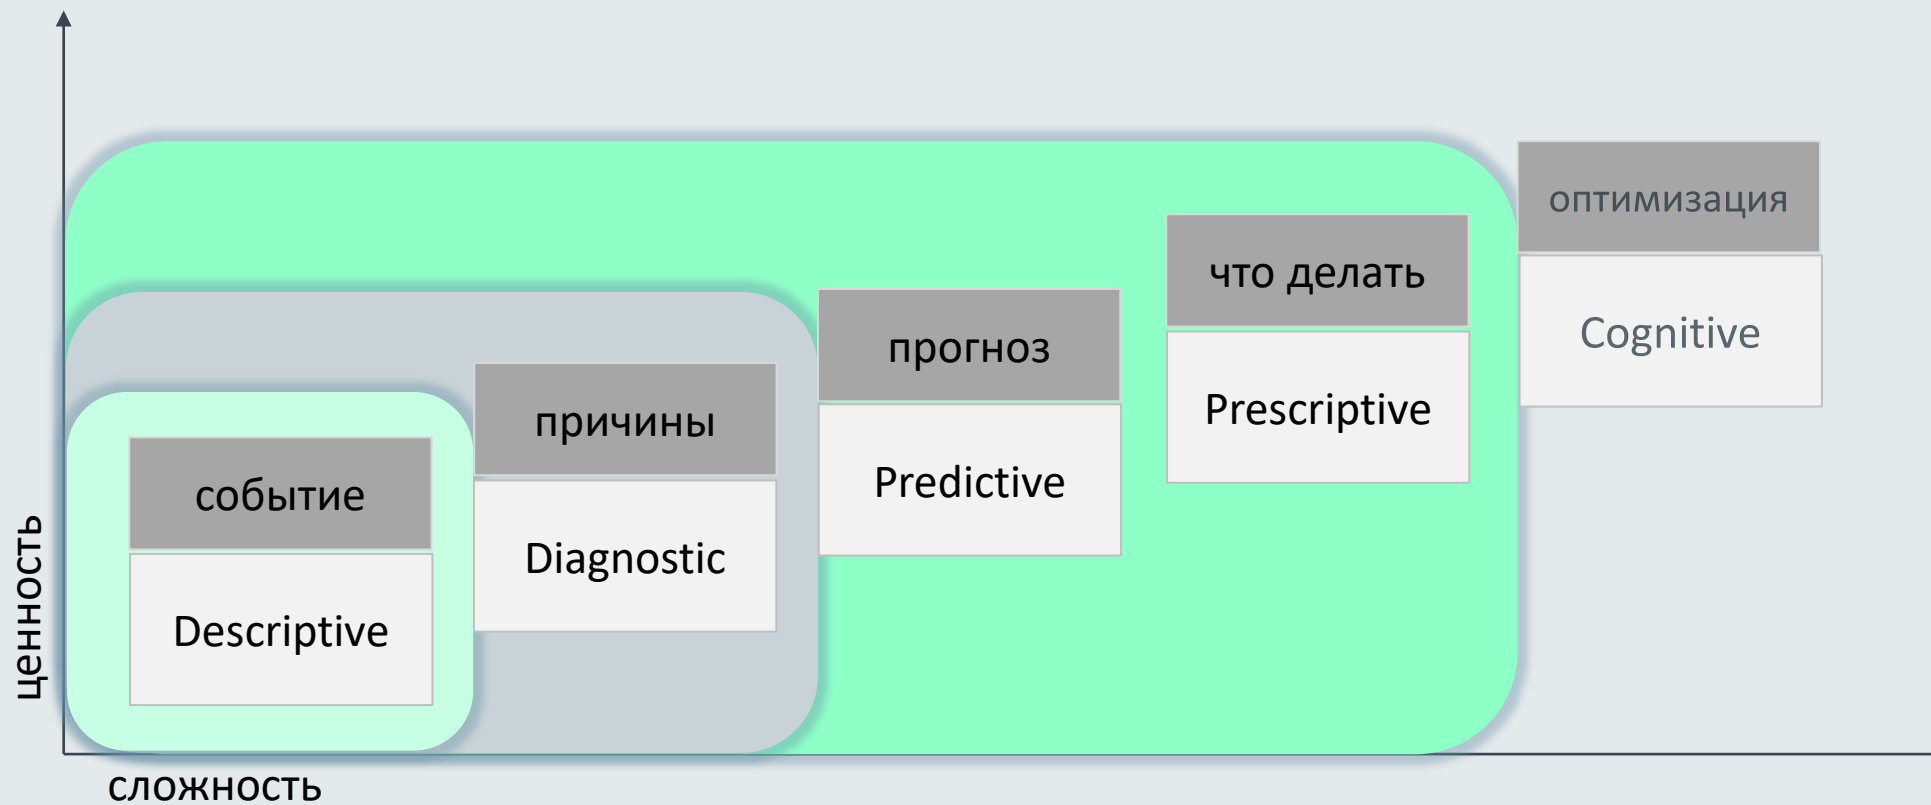 ценность
событие
Descriptive
причины
Diagnostic
прогноз
Predictive
что делать
Prescriptive
оптимизация
Cognitive
сложность